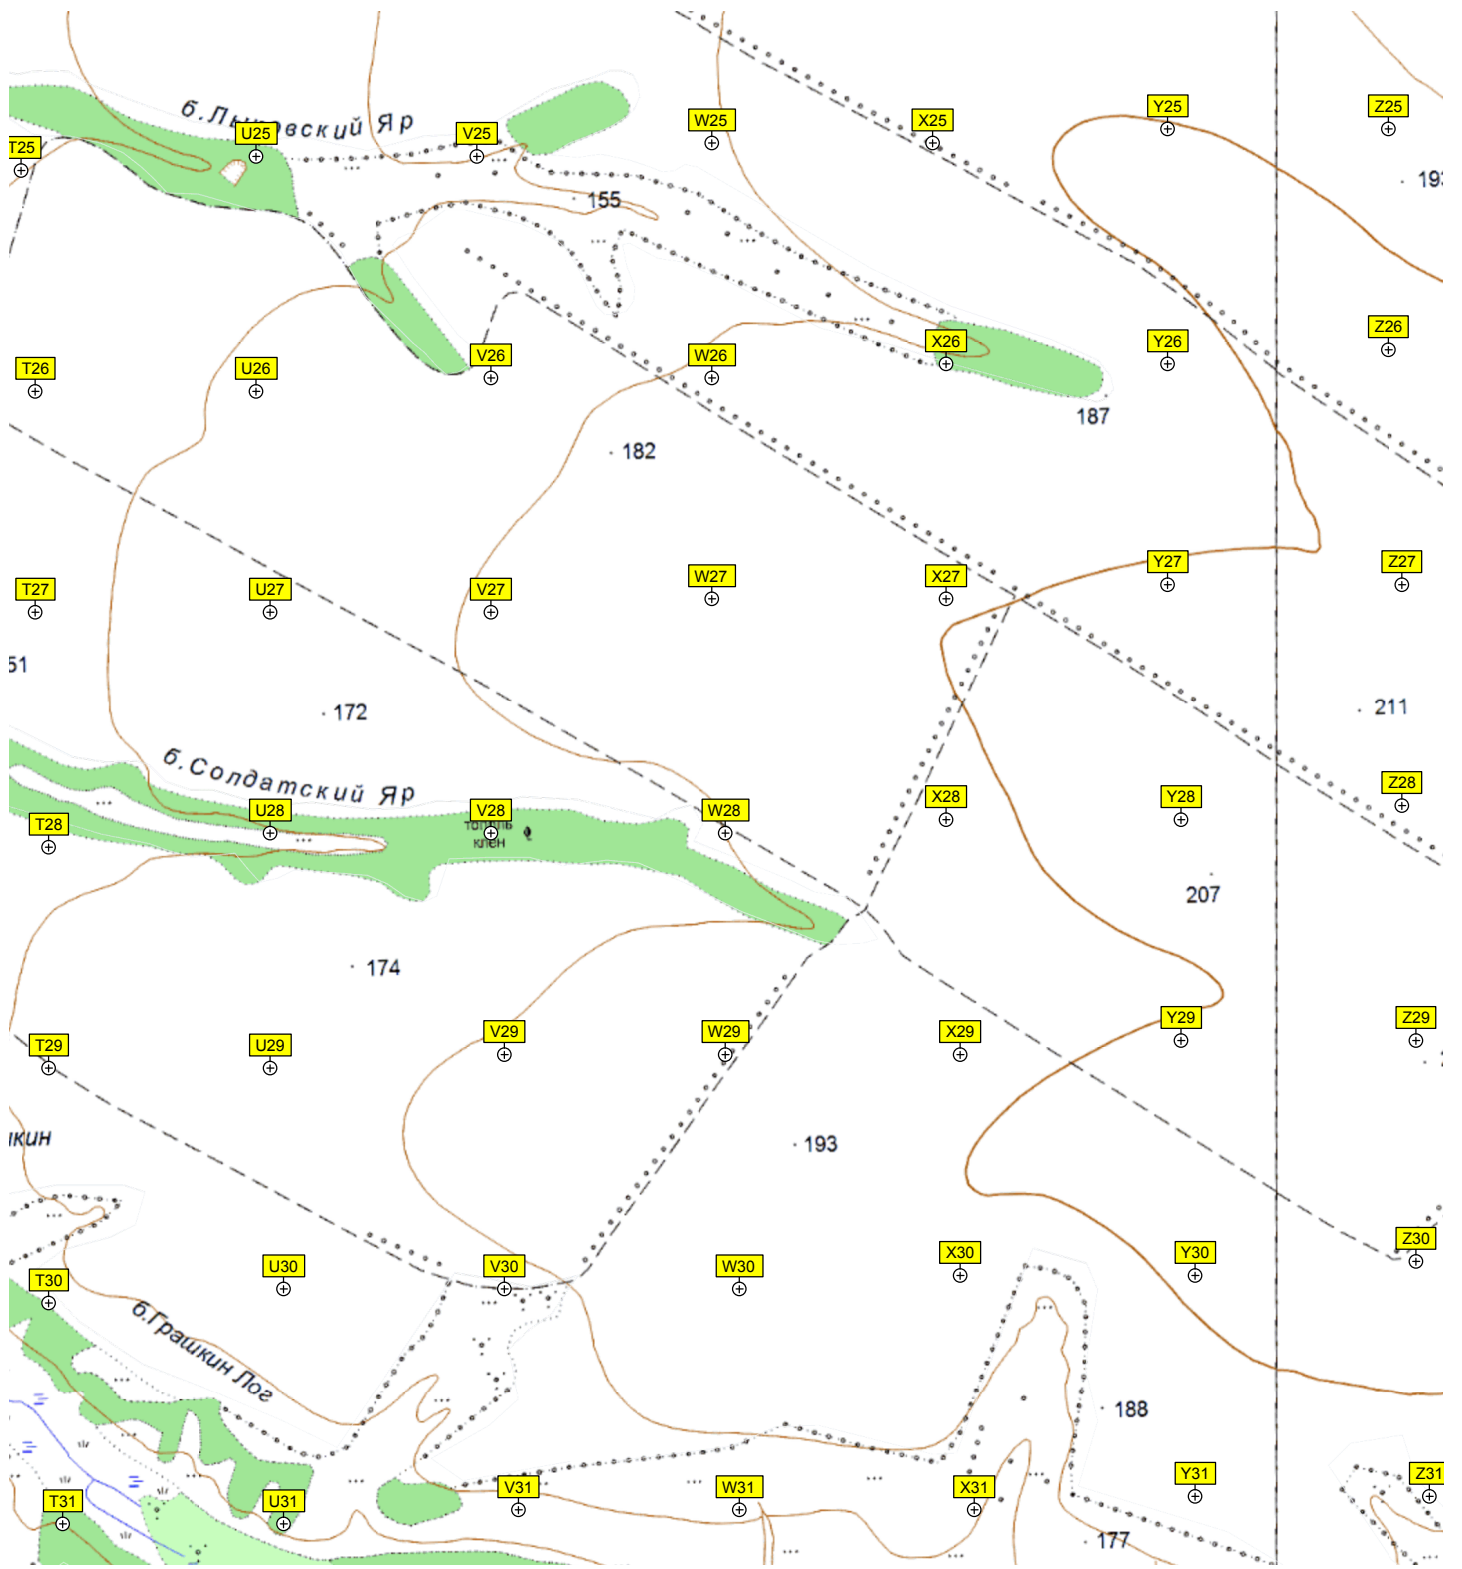 б.Лыковский Яр
T25 U25 V25 W25 X25 Y25 Z25
155
193
T26 U26 V26 W26 X26 Y26 Z26
187
182
T27 U27 V27 W27 X27 Y27 Z27
51
172
211
б.Солдатский Яр
T28 U28 V28 W28 X28 Y28 Z28
тополь
клен
207
174
T29 U29 V29 W29 X29 Y29 Z29
193
T30 U30 V30 W30 X30 Y30 Z30
б.Грашкин Лог
188
T31 U31 V31 W31 X31 Y31 Z31
177